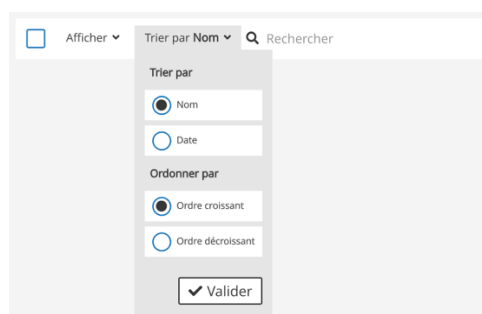 Afficher Trier par Nom Rechercher
Trier par
Nom
Date
Ordonner par
Ordre croissant
Ordre décroissant
Valider